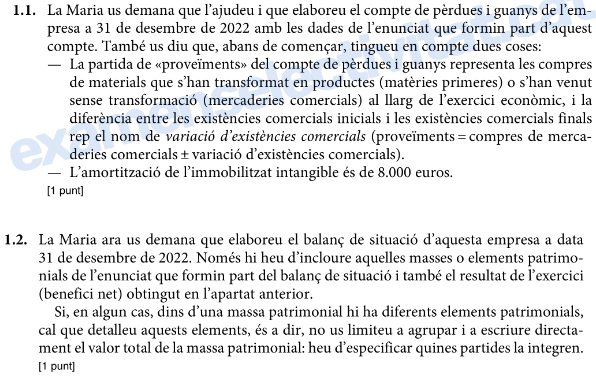 1.1. La Maria us demana que l'ajudeu i que elaboreu el compte de pèrdues i guanys de l'em-
presa a 31 de desembre de 2022 amb les dades de l'enunciat que formin part d'aquest
compte. També us diu que, abans de començar, tingueu en compte dues coses:
— La partida de «proveïments» del compte de pèrdues i guanys representa les compres
de materials que s'han transformat en productes (matèries primeres) o s'han venut
sense transformació (mercaderies comercials) al llarg de l'exercici econòmic, i la
diferència entre les existències comercials inicials i les existències comercials finals
rep el nom de variació d'existències comercials (proveïments = compres de merca-
deries comercials ± variació d'existències comercials).
— L'amortització de l'immobilitzat intangible és de 8.000 euros.
[1 punt]
1.2. La Maria ara us demana que elaboreu el balanç de situació d'aquesta empresa a data
31 de desembre de 2022. Només hi heu d'incloure aquelles masses o elements patrimo-
nials de l'enunciat que formin part del balanç de situació i també el resultat de l'exercici
(benefici net) obtingut en l'apartat anterior.
Si, en algun cas, dins d'una massa patrimonial hi ha diferents elements patrimonials,
cal que detalleu aquests elements, és a dir, no us limiteu a agrupar i a escriure directa-
ment el valor total de la massa patrimonial: heu d'especificar quines partides la integren.
[1 punt]